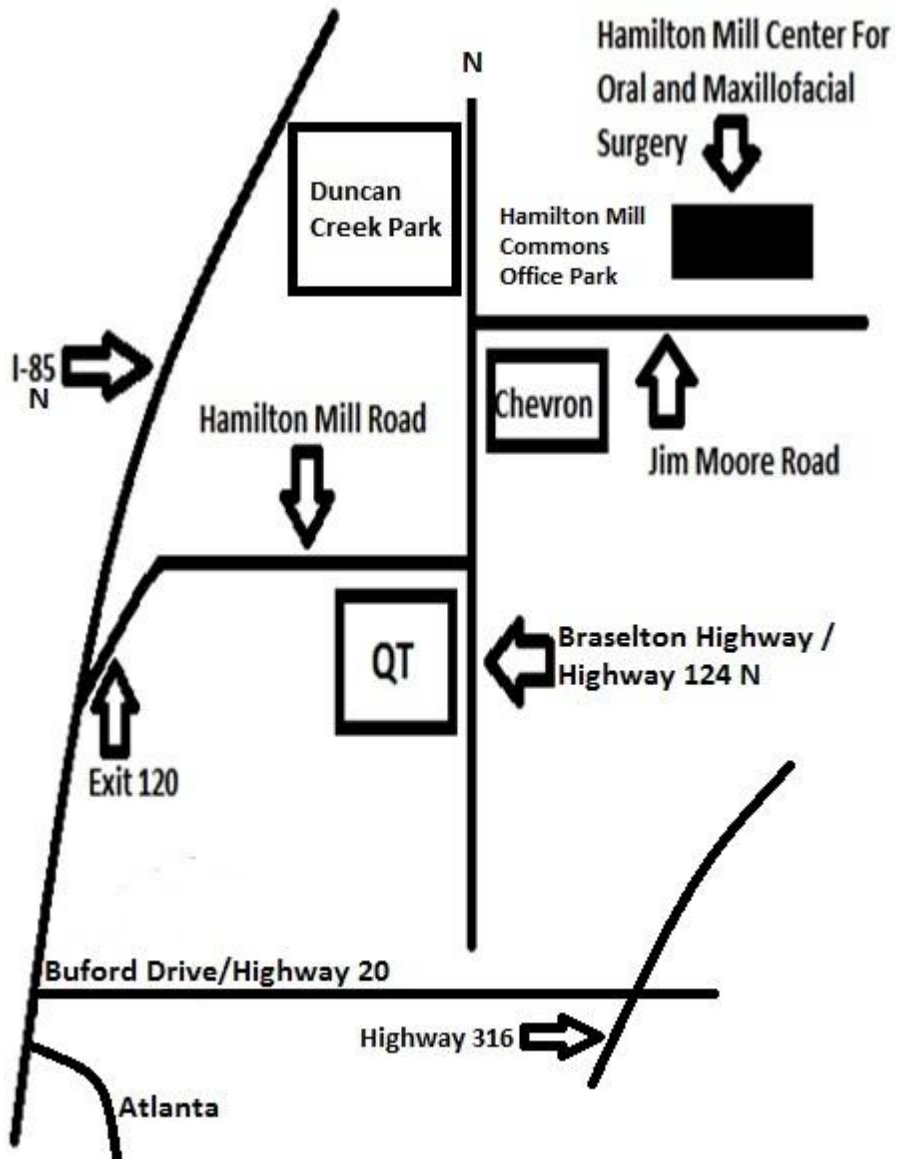 Hamilton Mill Center For
Oral and Maxillofacial
Surgery
N
Duncan
Creek Park
Hamilton Mill
Commons
Office Park
I-85
N
Chevron
Hamilton Mill Road
Jim Moore Road
QT
Braselton Highway /
Highway 124 N
Exit 120
Buford Drive/Highway 20
Highway 316
Atlanta